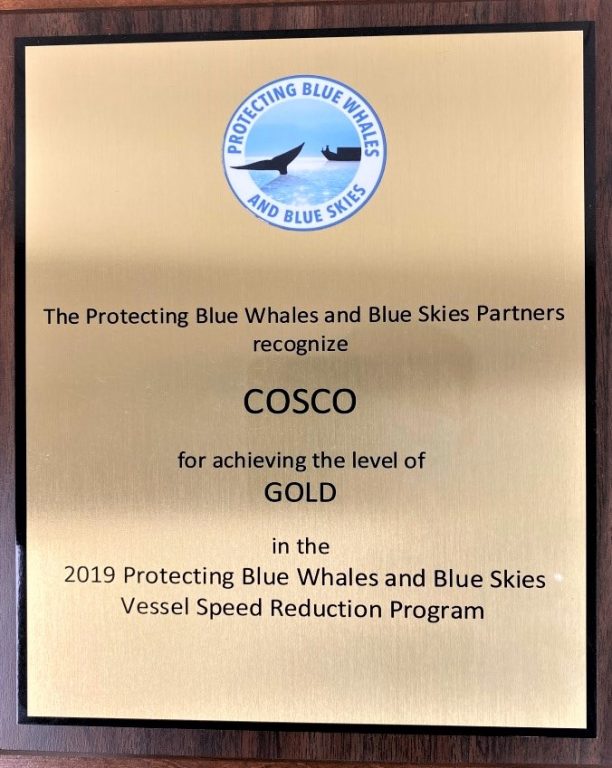 PROTECTING BLUE WHALES
AND BLUE SKIES
The Protecting Blue Whales and Blue Skies Partners
recognize
COSCO
for achieving the level of
GOLD
in the
2019 Protecting Blue Whales and Blue Skies
Vessel Speed Reduction Program